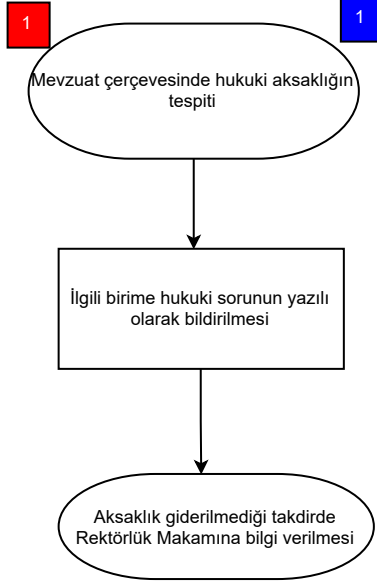 1
1
Mevzuat çerçevesinde hukuki aksaklığın
tespiti
İlgili birime hukuki sorunun yazılı
olarak bildirilmesi
Aksaklık giderilmediği takdirde
Rektörlük Makamına bilgi verilmesi